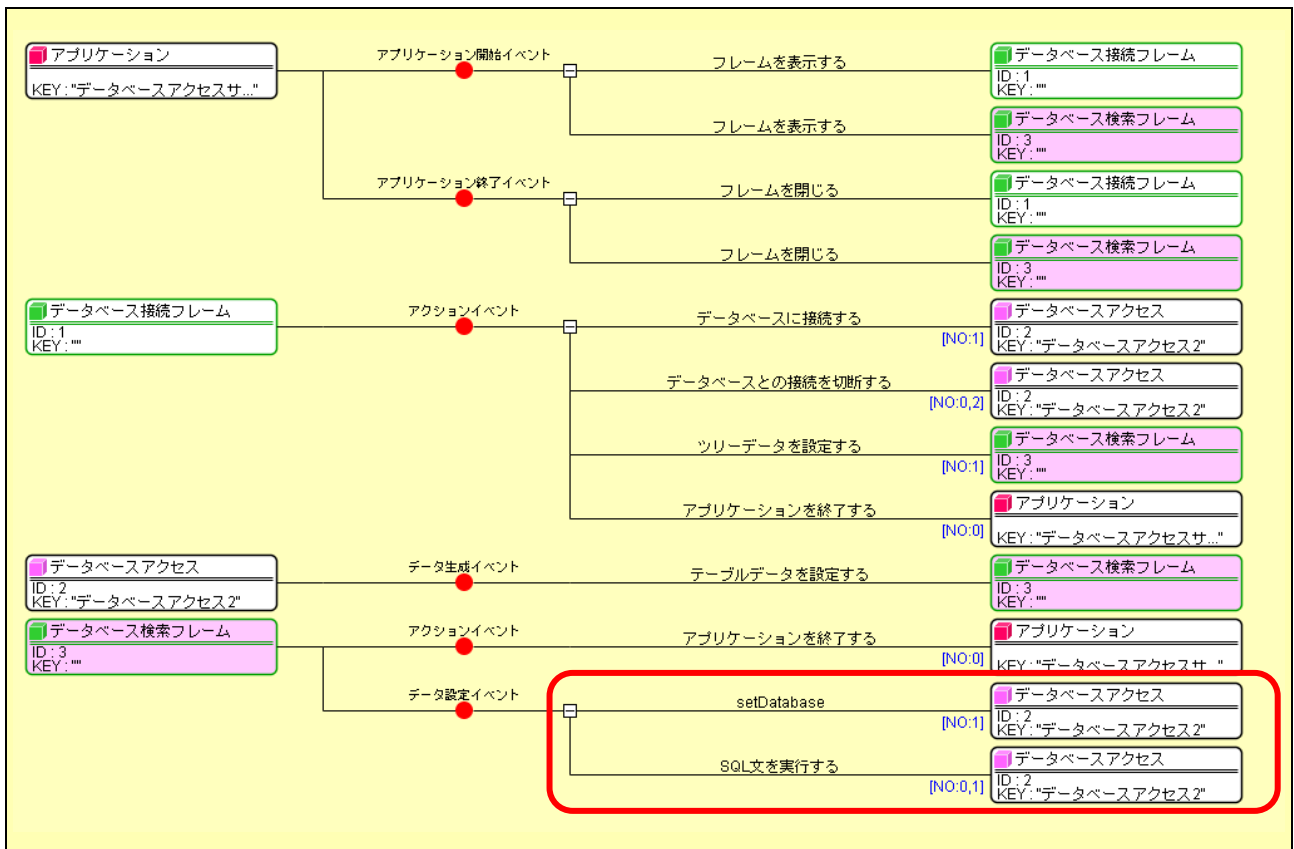 アプリケーション
KEY:"データベースアクセスサ..."
アプリケーション開始イベント
フレームを表示する
データベース接続フレーム
ID:1
KEY:""
フレームを表示する
データベース検索フレーム
ID:3
KEY:""
アプリケーション終了イベント
フレームを閉じる
データベース接続フレーム
ID:1
KEY:""
フレームを閉じる
データベース検索フレーム
ID:3
KEY:""
データベース接続フレーム
ID:1
KEY:""
アクションイベント
データベースに接続する
[NO:1]
データベースアクセス
ID:2
KEY:"データベースアクセス2"
データベースとの接続を切断する
[NO:0,2]
データベースアクセス
ID:2
KEY:"データベースアクセス2"
ツリーデータを設定する
[NO:1]
データベース検索フレーム
ID:3
KEY:""
アプリケーションを終了する
[NO:0]
アプリケーション
KEY:"データベースアクセスサ..."
データベースアクセス
ID:2
KEY:"データベースアクセス2"
データ生成イベント
テーブルデータを設定する
データベース検索フレーム
ID:3
KEY:""
データベース検索フレーム
ID:3
KEY:""
アクションイベント
アプリケーションを終了する
[NO:0]
アプリケーション
KEY:"データベースアクセスサ..."
データ設定イベント
setDatabase
[NO:1]
データベースアクセス
ID:2
KEY:"データベースアクセス2"
SQL文を実行する
[NO:0,1]
データベースアクセス
ID:2
KEY:"データベースアクセス2"